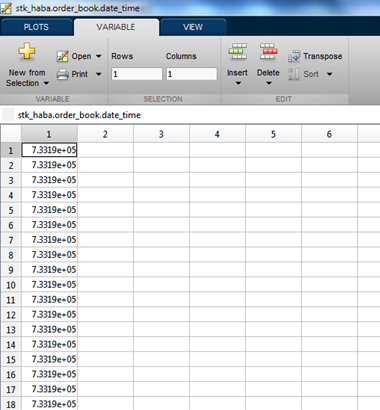 stk_haba.order_book.date_time
PLOTS VARIABLE VIEW
New from Selection Open Print Rows Columns Insert Delete Transpose Sort
1 1
VARIABLE SELECTION EDIT
stk_haba.order_book.date_time
1 2 3 4 5 6
1 7.3319e+05
2 7.3319e+05
3 7.3319e+05
4 7.3319e+05
5 7.3319e+05
6 7.3319e+05
7 7.3319e+05
8 7.3319e+05
9 7.3319e+05
10 7.3319e+05
11 7.3319e+05
12 7.3319e+05
13 7.3319e+05
14 7.3319e+05
15 7.3319e+05
16 7.3319e+05
17 7.3319e+05
18 7.3319e+05